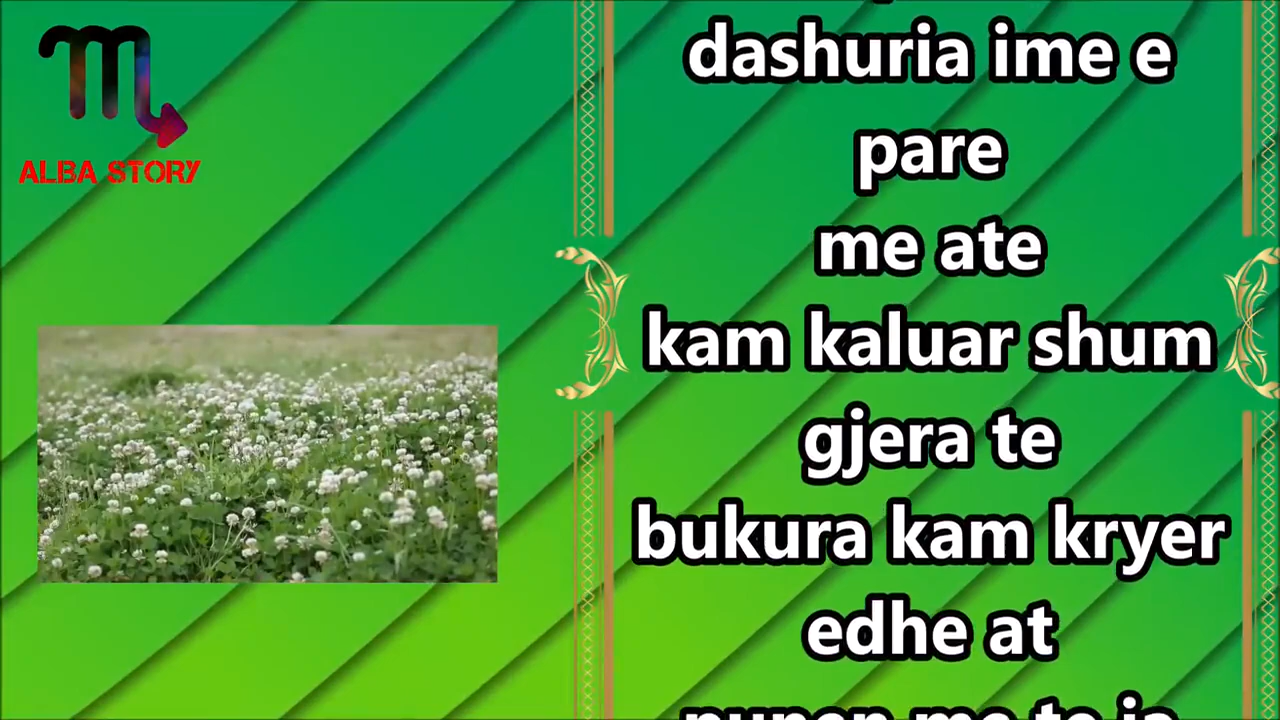 ALBA STORY
dashuria ime e
pare
me ate
kam kaluar shum
gjera te
bukura kam kryer
edhe at